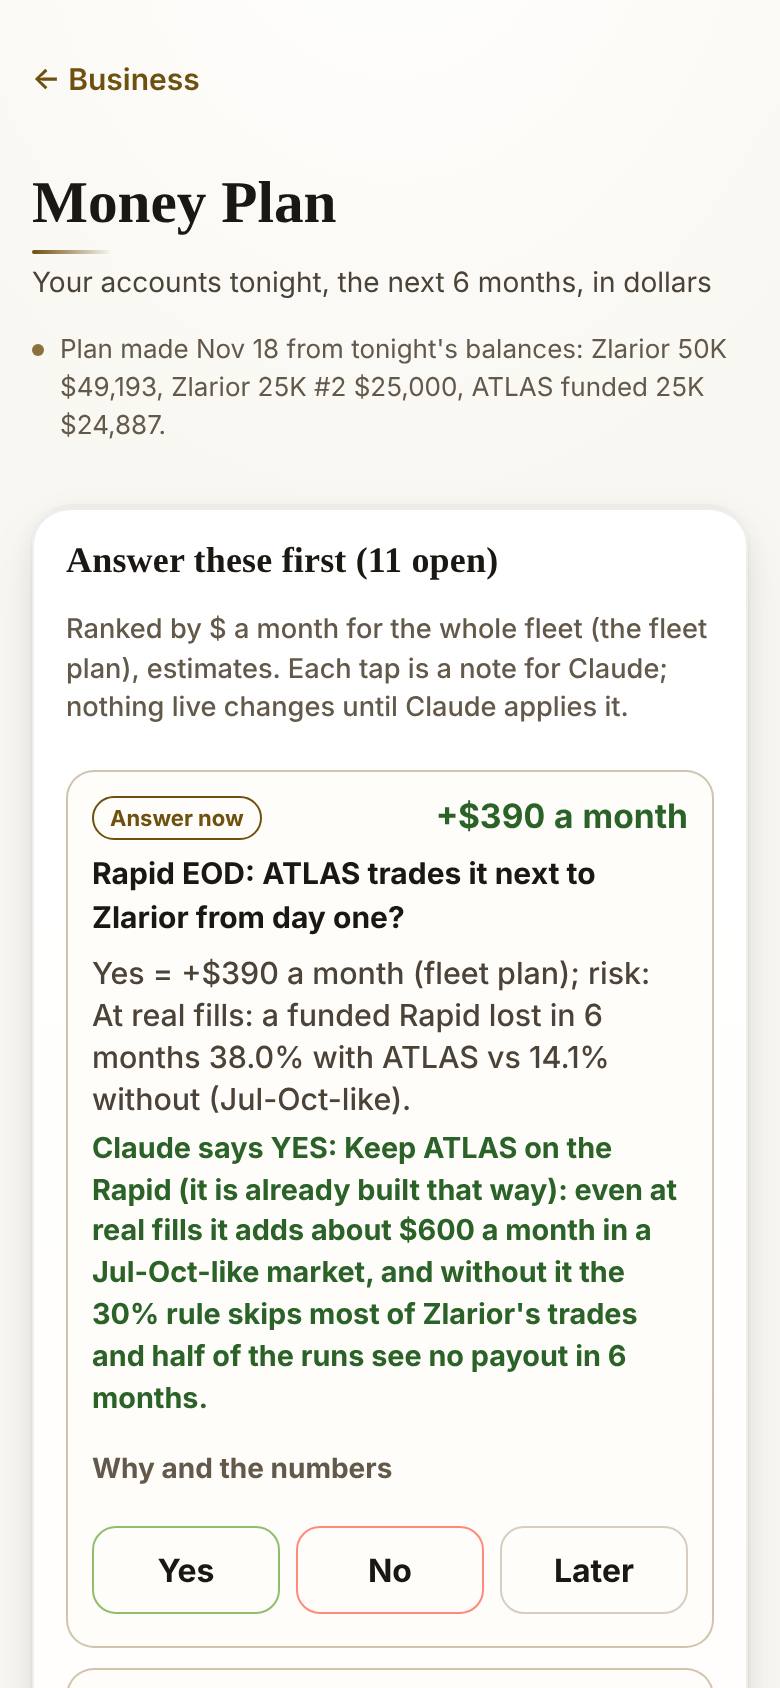 ← Business
Money Plan
Your accounts tonight, the next 6 months, in dollars
Plan made Nov 18 from tonight's balances: Zlarior 50K
$49,193, Zlarior 25K #2 $25,000, ATLAS funded 25K
$24,887.
Answer these first (11 open)
Ranked by $ a month for the whole fleet (the fleet
plan), estimates. Each tap is a note for Claude;
nothing live changes until Claude applies it.
Answer now
+$390 a month
Rapid EOD: ATLAS trades it next to
Zlarior from day one?
Yes = +$390 a month (fleet plan); risk:
At real fills: a funded Rapid lost in 6
months 38.0% with ATLAS vs 14.1%
without (Jul-Oct-like).
Claude says YES: Keep ATLAS on the
Rapid (it is already built that way): even at
real fills it adds about $600 a month in a
Jul-Oct-like market, and without it the
30% rule skips most of Zlarior's trades
and half of the runs see no payout in 6
months.
Why and the numbers
Yes
No
Later